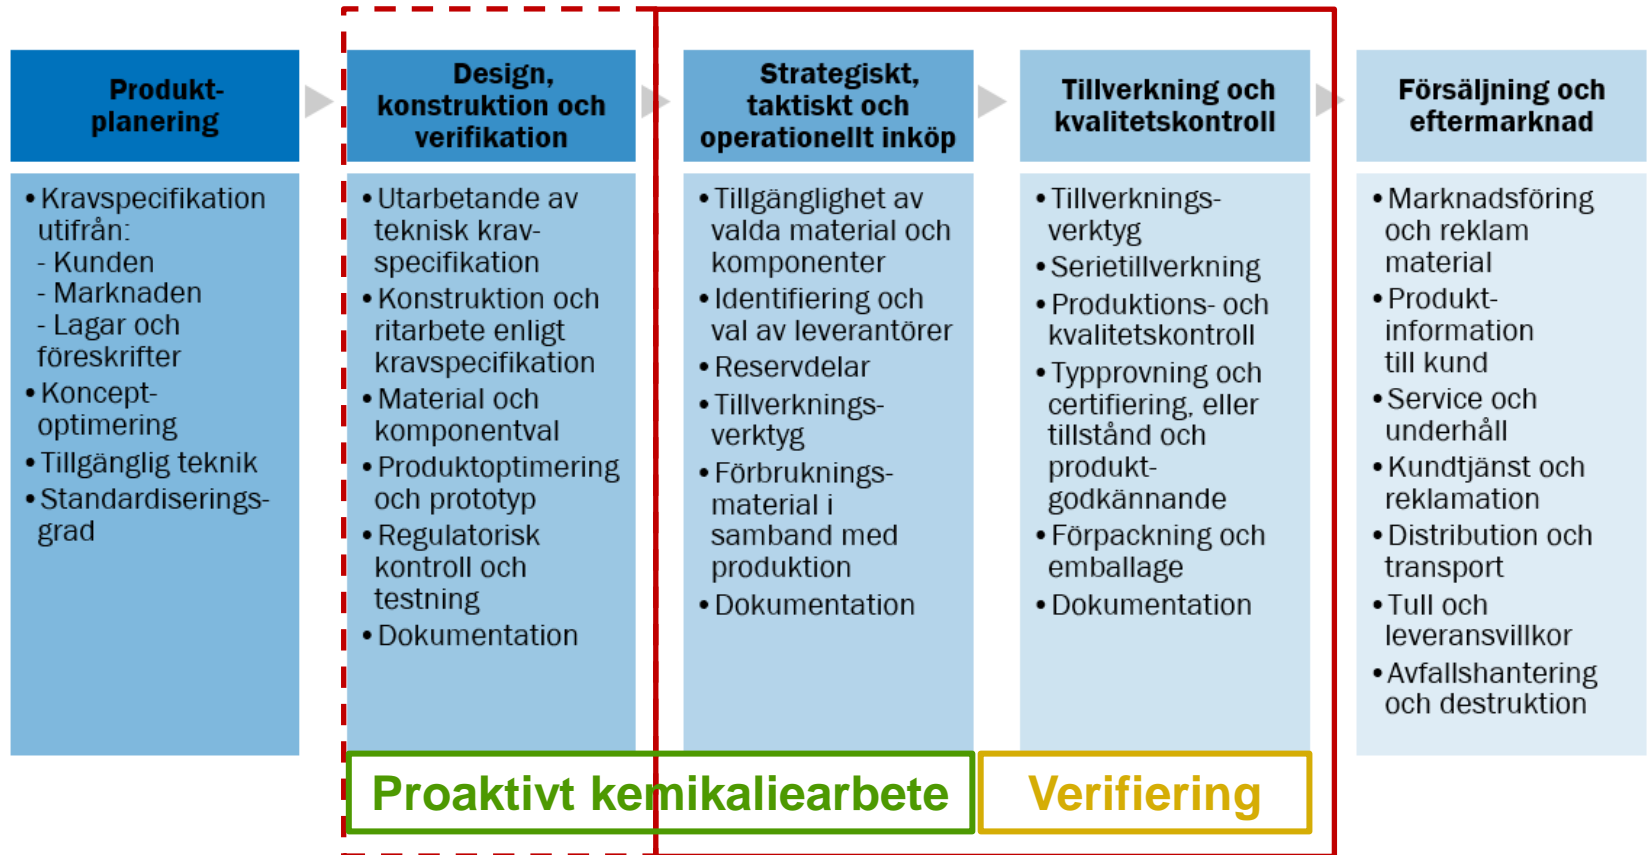 Produkt-
planering
Kravspecifikation
utifrån:
- Kunden
- Marknaden
- Lagar och
föreskrifter
Koncept-
optimering
Tillgänglig teknik
Standardiserings-
grad
Design,
konstruktion och
verifikation
Utarbetande av
teknisk krav-
specifikation
Konstruktion och
ritarbete enligt
kravspecifikation
Material och
komponentval
Produktoptimering
och prototyp
Regulatorisk
kontroll och
testning
Dokumentation
Strategiskt,
taktiskt och
operationellt inköp
Tillgänglighet av
valda material och
komponenter
Identifiering och
val av leverantörer
Reservdelar
Tillverknings-
verktyg
Förbruknings-
material i
samband med
produktion
Dokumentation
Tillverkning och
kvalitetskontroll
Tillverknings-
verktyg
Serietillverkning
Produktions- och
kvalitetskontroll
Typprovning och
certifiering, eller
tillstånd och
produkt-
godkännande
Förpackning och
emballage
Dokumentation
Försäljning och
eftermarknad
Marknadsföring
och reklam
material
Produkt-
information
till kund
Service och
underhåll
Kundtjänst och
reklamation
Distribution och
transport
Tull och
leveransvillkor
Avfallshantering
och destruktion
Proaktivt kemikaliearbete
Verifiering